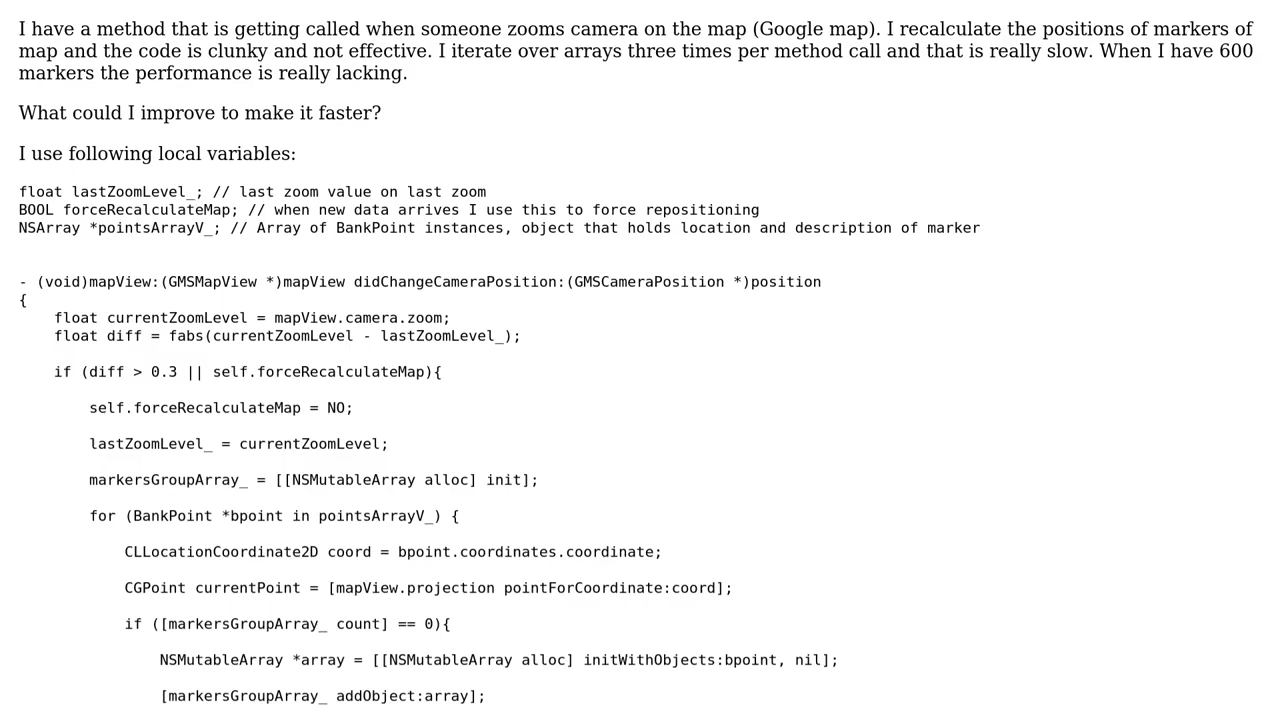 I have a method that is getting called when someone zooms camera on the map (Google map). I recalculate the positions of markers of
map and the code is clunky and not effective. I iterate over arrays three times per method call and that is really slow. When I have 600
markers the performance is really lacking.
What could I improve to make it faster?
I use following local variables:
float lastZoomLevel_; // last zoom value on last zoom
BOOL forceRecalculateMap; // when new data arrives I use this to force repositioning
NSArray *pointsArrayV_; // Array of BankPoint instances, object that holds location and description of marker
- (void)mapView:(GMSMapView *)mapView didChangeCameraPosition:(GMSCameraPosition *)position
{
    float currentZoomLevel = mapView.camera.zoom;
    float diff = fabs(currentZoomLevel - lastZoomLevel_);
    if (diff > 0.3 || self.forceRecalculateMap){
        self.forceRecalculateMap = NO;
        lastZoomLevel_ = currentZoomLevel;
        markersGroupArray_ = [[NSMutableArray alloc] init];
        for (BankPoint *bpoint in pointsArrayV_) {
            CLLocationCoordinate2D coord = bpoint.coordinates.coordinate;
            CGPoint currentPoint = [mapView.projection pointForCoordinate:coord];
            if ([markersGroupArray_ count] == 0){
                NSMutableArray *array = [[NSMutableArray alloc] initWithObjects:bpoint, nil];
                [markersGroupArray_ addObject:array];